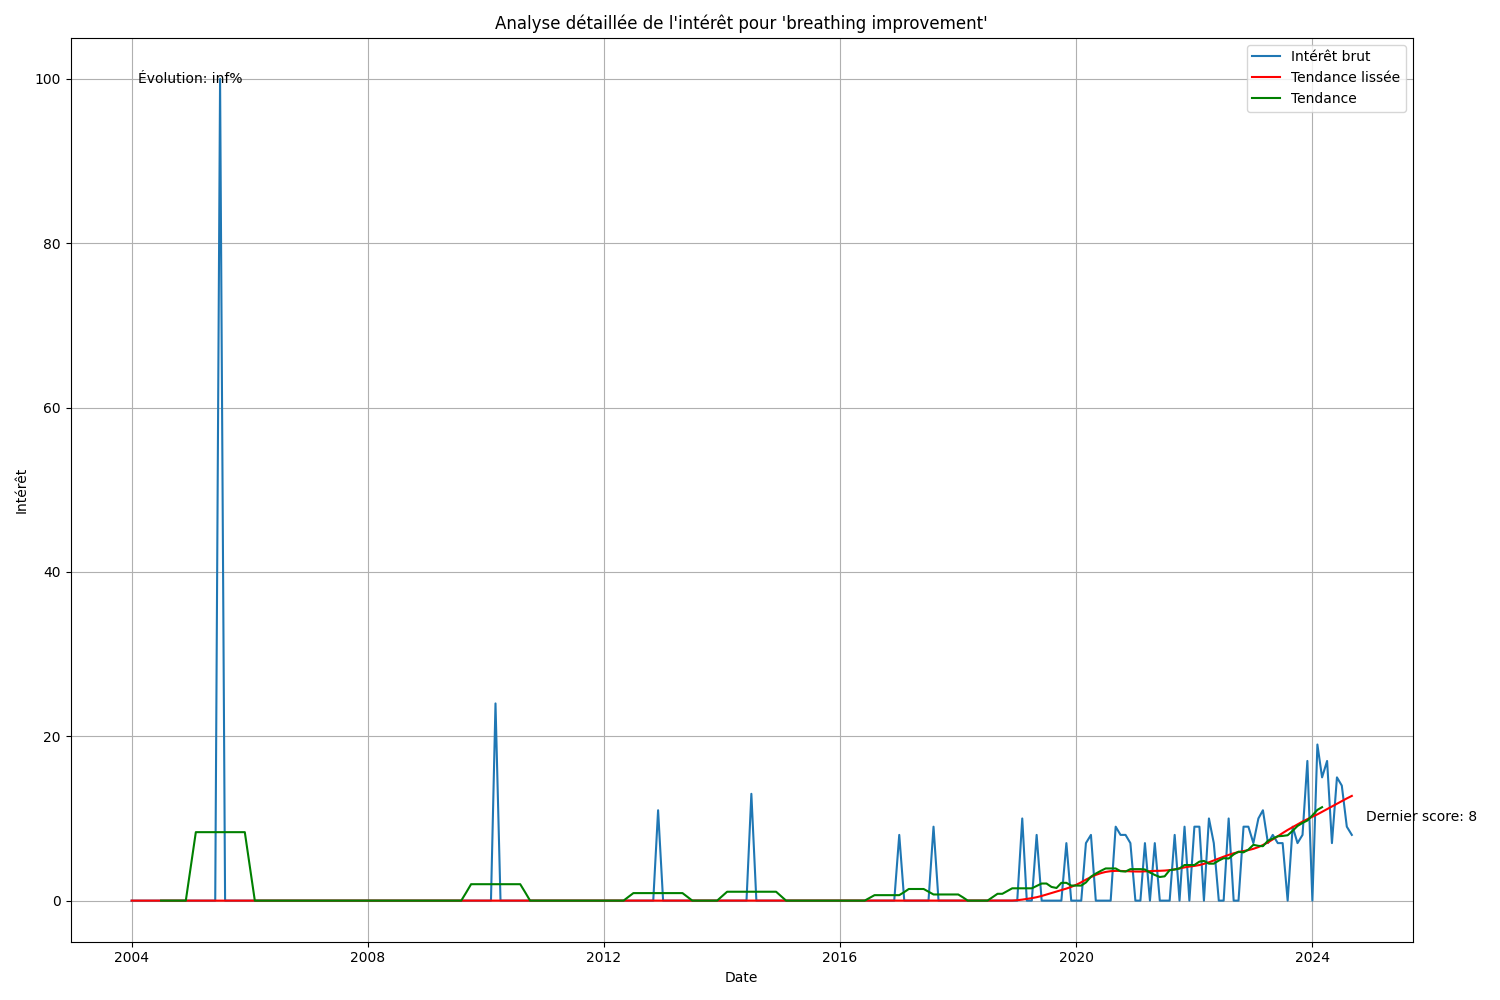 Analyse détaillée de l'intérêt pour 'breathing improvement'
Évolution: inf%
Intérêt brut
Tendance lissée
Tendance
100
80
60
40
20
0
Intérêt
Dernier score: 8
2004
2008
2012
2016
2020
2024
Date